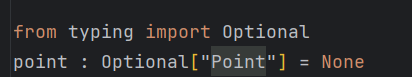 from typing import Optional
point : Optional["Point"] = None